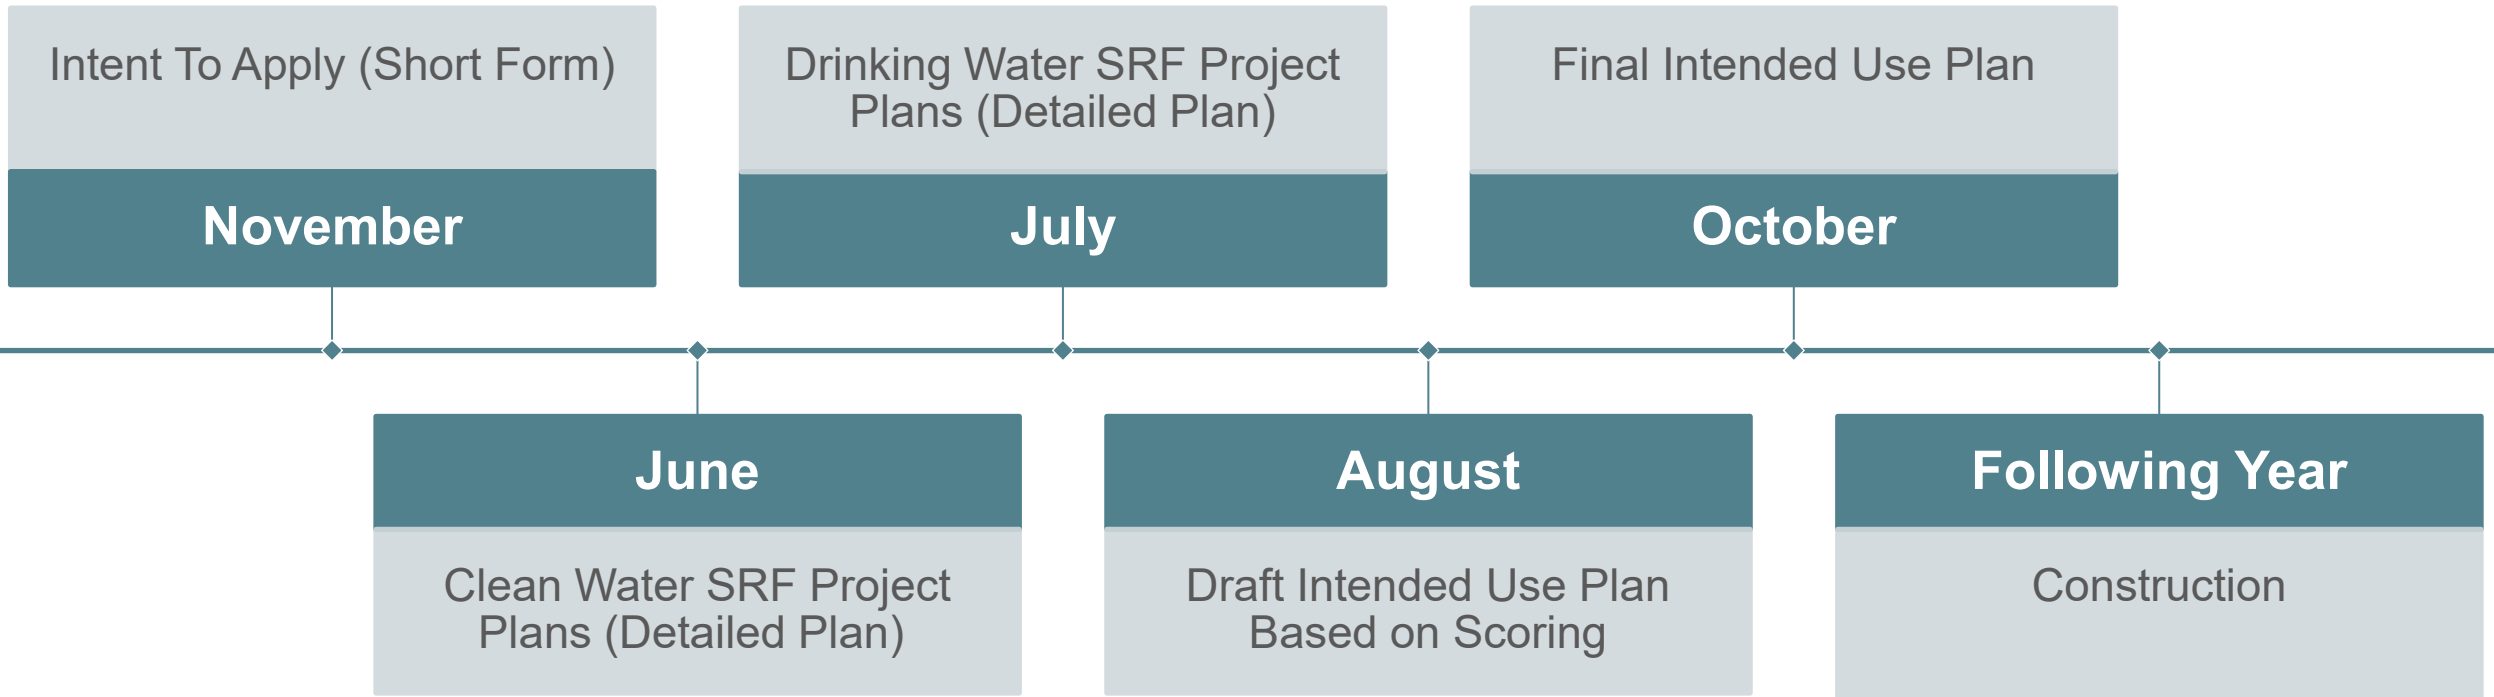 Intent To Apply (Short Form)
November
Drinking Water SRF Project
Plans (Detailed Plan)
July
Final Intended Use Plan
October
June
Clean Water SRF Project
Plans (Detailed Plan)
August
Draft Intended Use Plan
Based on Scoring
Following Year
Construction